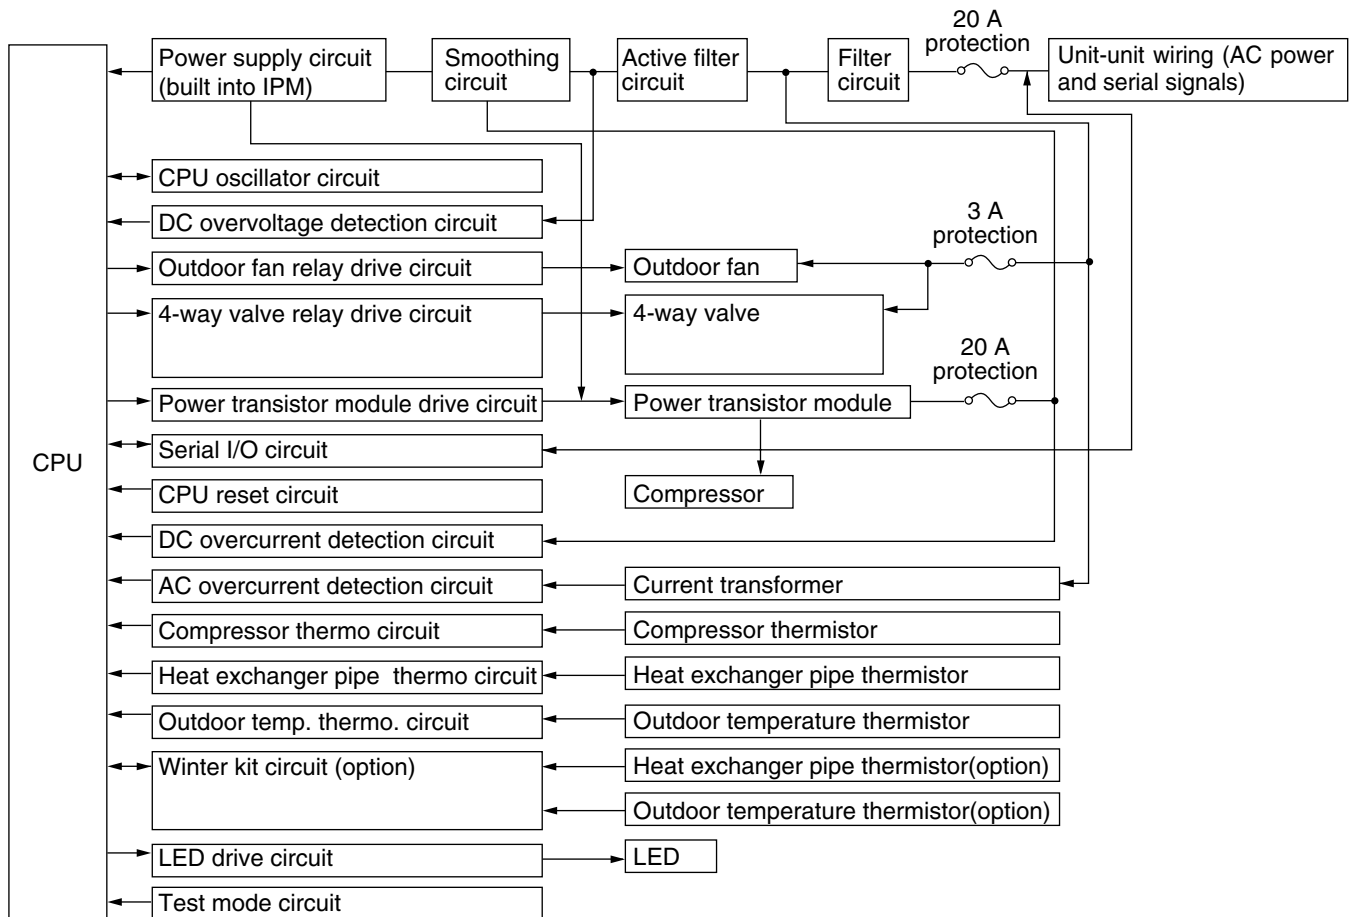 20 A
protection
Power supply circuit
(built into IPM)
Smoothing
circuit
Active filter
circuit
Filter
circuit
Unit-unit wiring (AC power
and serial signals)
CPU oscillator circuit
DC overvoltage detection circuit
3 A
protection
Outdoor fan relay drive circuit
Outdoor fan
4-way valve relay drive circuit
4-way valve
20 A
protection
Power transistor module drive circuit
Power transistor module
CPU
Serial I/O circuit
CPU reset circuit
Compressor
DC overcurrent detection circuit
AC overcurrent detection circuit
Current transformer
Compressor thermo circuit
Compressor thermistor
Heat exchanger pipe  thermo circuit
Heat exchanger pipe thermistor
Outdoor temp. thermo. circuit
Outdoor temperature thermistor
Winter kit circuit (option)
Heat exchanger pipe thermistor(option)
Outdoor temperature thermistor(option)
LED drive circuit
LED
Test mode circuit